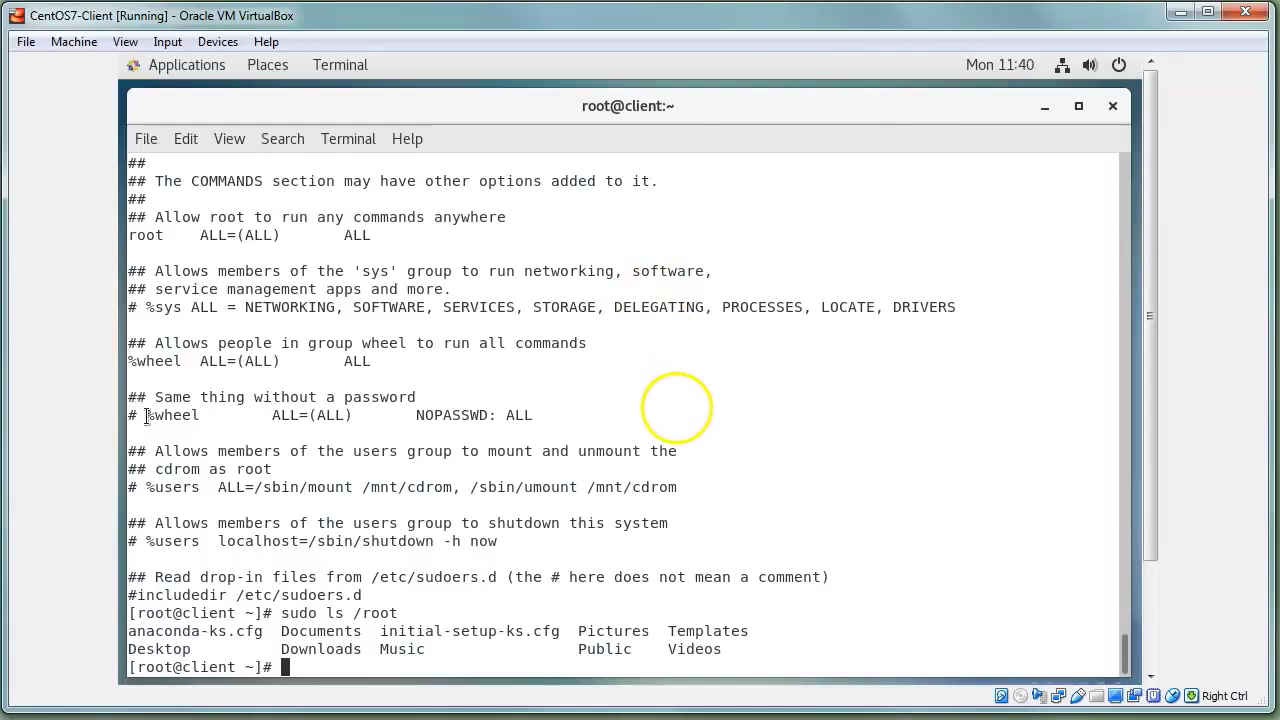 CentOS7-Client [Running] - Oracle VM VirtualBox
File Machine View Input Devices Help
Applications Places Terminal Mon 11:40
root@client:~
File Edit View Search Terminal Help
##
## The COMMANDS section may have other options added to it.
##
## Allow root to run any commands anywhere
root ALL=(ALL) ALL
## Allows members of the 'sys' group to run networking, software,
## service management apps and more.
# %sys ALL = NETWORKING, SOFTWARE, SERVICES, STORAGE, DELEGATING, PROCESSES, LOCATE, DRIVERS
## Allows people in group wheel to run all commands
%wheel ALL=(ALL) ALL
## Same thing without a password
# %wheel ALL=(ALL) NOPASSWD: ALL
## Allows members of the users group to mount and unmount the
## cdrom as root
# %users ALL=/sbin/mount /mnt/cdrom, /sbin/umount /mnt/cdrom
## Allows members of the users group to shutdown this system
# %users localhost=/sbin/shutdown -h now
## Read drop-in files from /etc/sudoers.d (the # here does not mean a comment)
#includedir /etc/sudoers.d
[root@client ~]# sudo ls /root
anaconda-ks.cfg Documents initial-setup-ks.cfg Pictures Templates
Desktop Downloads Music Public Videos
[root@client ~]#
Right Ctrl